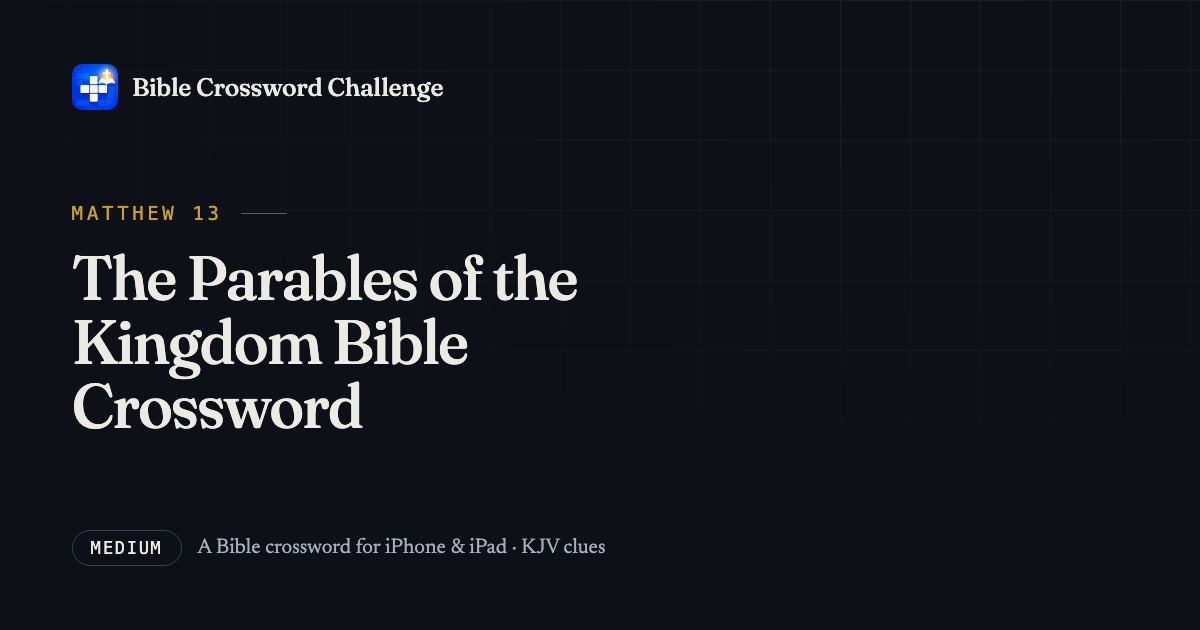 Bible Crossword Challenge
MATTHEW 13
The Parables of the
Kingdom Bible
Crossword
MEDIUM
A Bible crossword for iPhone & iPad · KJV clues